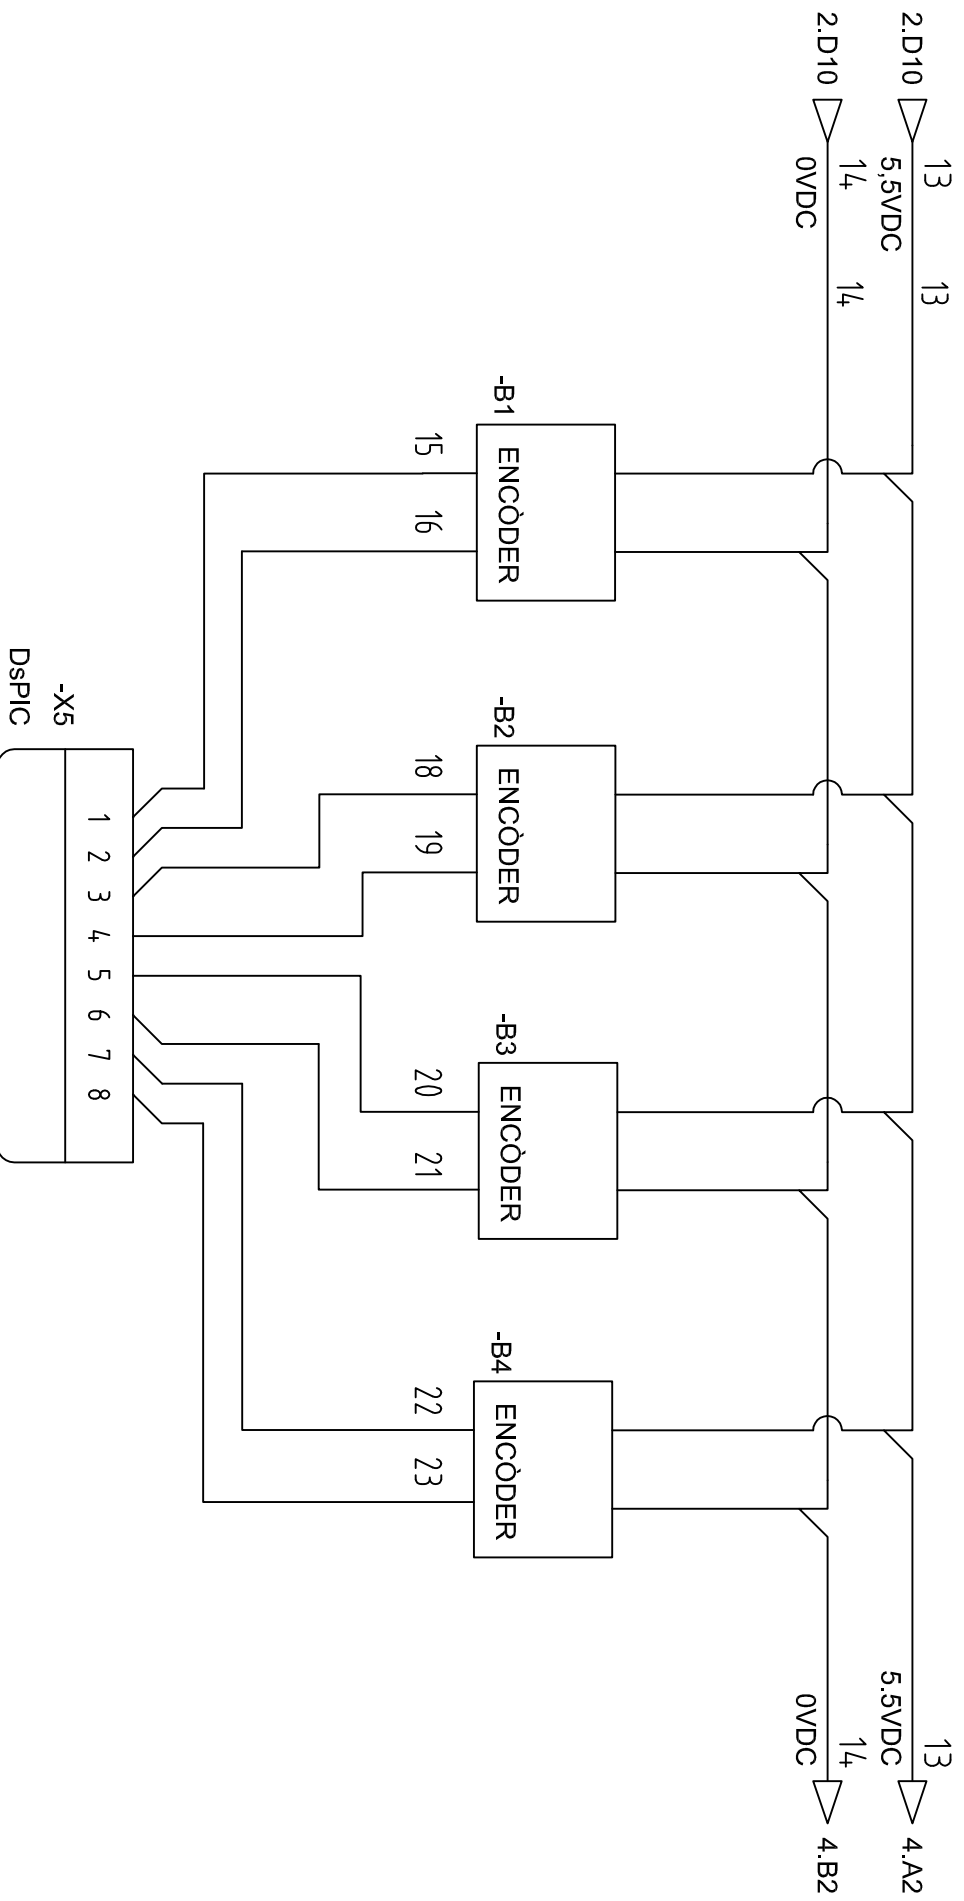 2.D10
13
5,5VDC
13
13
5.5VDC
4.A2
2.D10
14
0VDC
14
14
0VDC
4.B2
-B1
ENCÒDER
-B2
ENCÒDER
-B3
ENCÒDER
-B4
ENCÒDER
15
16
18
19
20
21
22
23
1
2
3
4
5
6
7
8
-X5
DsPIC